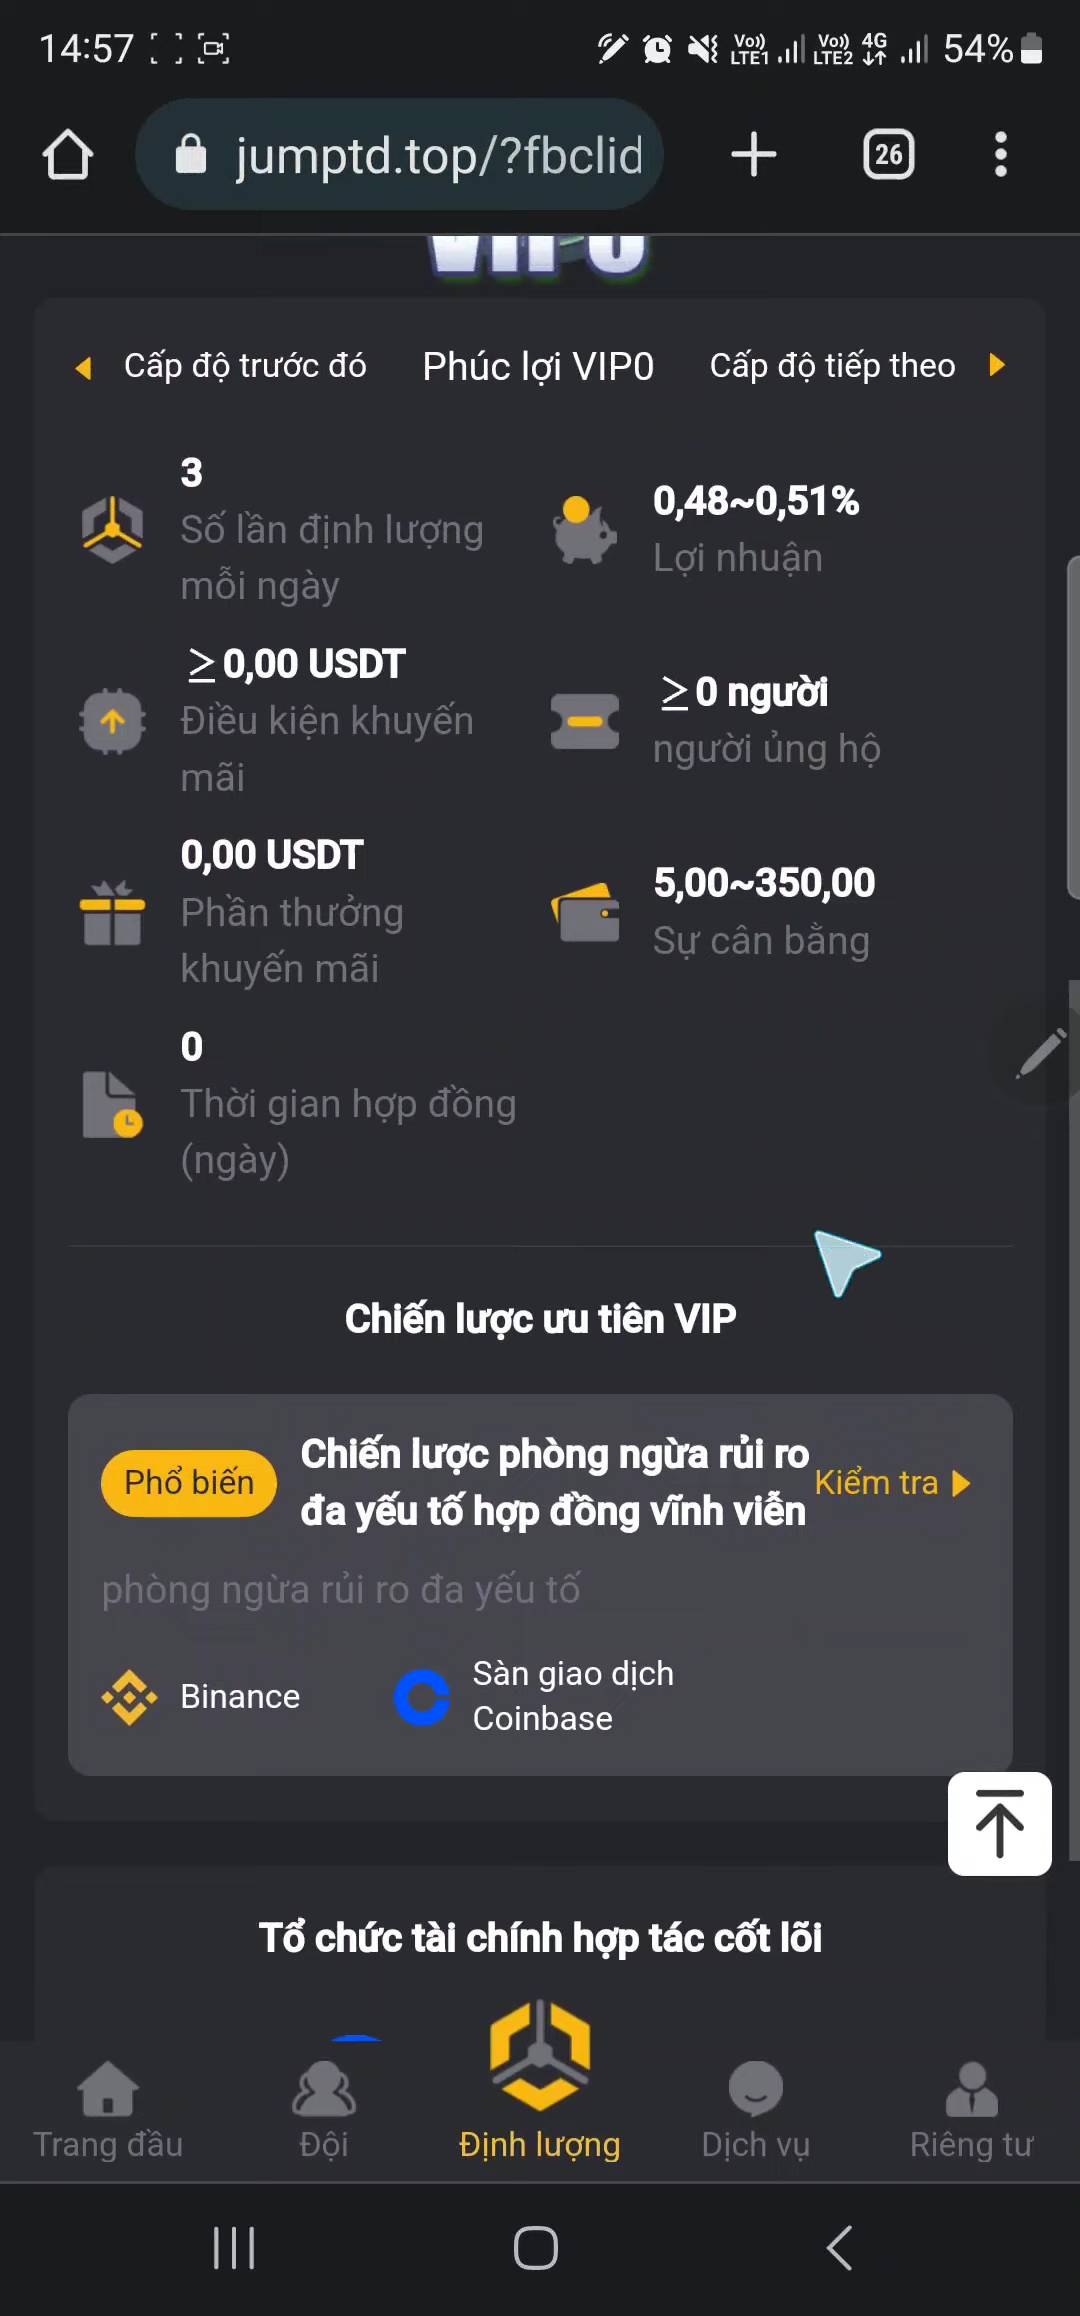 14:57
Vo)) LTE1
Vo)) LTE2
4G
54%
jumptd.top/?fbclid
26
VIP0
Cấp độ trước đó
Phúc lợi VIP0
Cấp độ tiếp theo
3
Số lần định lượng
mỗi ngày
0,48~0,51%
Lợi nhuận
≥0,00 USDT
Điều kiện khuyến
mãi
≥0 người
người ủng hộ
0,00 USDT
Phần thưởng
khuyến mãi
5,00~350,00
Sự cân bằng
0
Thời gian hợp đồng
(ngày)
Chiến lược ưu tiên VIP
Phổ biến
Chiến lược phòng ngừa rủi ro
đa yếu tố hợp đồng vĩnh viễn
Kiểm tra
phòng ngừa rủi ro đa yếu tố
Binance
Sàn giao dịch
Coinbase
Tổ chức tài chính hợp tác cốt lõi
Trang đầu
Đội
Định lượng
Dịch vụ
Riêng tư